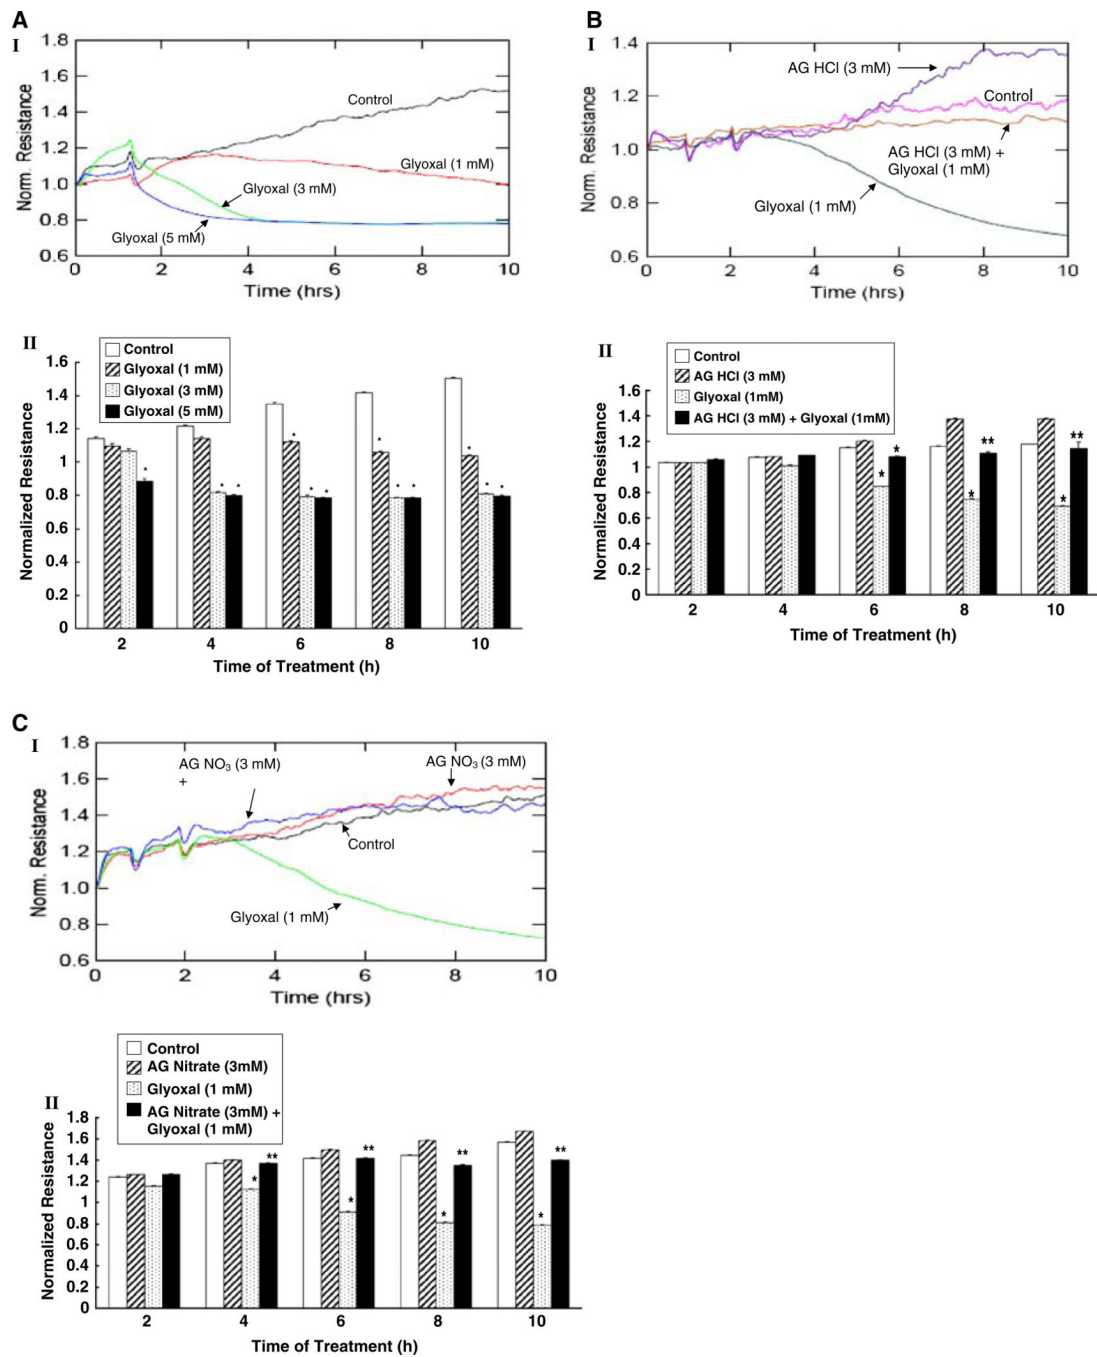 A
I
Norm. Resistance
1.8
1.6
1.4
1.2
1.0
0.8
0.6
Control
Glyoxal (1 mM)
Glyoxal (3 mM)
Glyoxal (5 mM)
0 2 4 6 8 10
Time (hrs)
II
Control
Glyoxal (1 mM)
Glyoxal (3 mM)
Glyoxal (5 mM)
Normalized Resistance
1.6
1.4
1.2
1
0.8
0.6
0.4
0.2
0
*
* *
* * *
* * *
* * *
2 4 6 8 10
Time of Treatment (h)
B
I
Norm. Resistance
1.4
1.2
1.0
0.8
0.6
AG HCl (3 mM)
Control
AG HCl (3 mM) +
Glyoxal (1 mM)
Glyoxal (1 mM)
0 2 4 6 8 10
Time (hrs)
II
Control
AG HCl (3 mM)
Glyoxal (1mM)
AG HCl (3 mM) + Glyoxal (1mM)
Normalized Resistance
1.6
1.4
1.2
1
0.8
0.6
0.4
0.2
0
* *
* **
* **
2 4 6 8 10
Time of Treatment (h)
C
I
Norm. Resistance
1.8
1.6
1.4
1.2
1.0
0.8
0.6
AG NO₃ (3 mM)
+
AG NO₃ (3 mM)
Control
Glyoxal (1 mM)
0 2 4 6 8 10
Time (hrs)
II
Control
AG Nitrate (3mM)
Glyoxal (1 mM)
AG Nitrate (3mM) +
Glyoxal (1 mM)
Normalized Resistance
1.8
1.6
1.4
1.2
1
0.8
0.6
0.4
0.2
0
* **
* **
* **
* **
2 4 6 8 10
Time of Treatment (h)